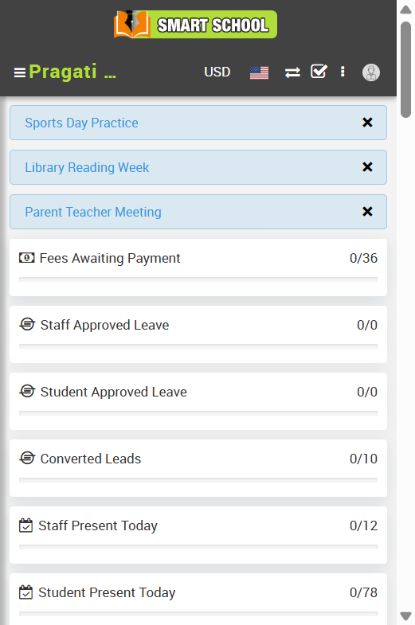 SMART SCHOOL
Pragati ...
USD
Sports Day Practice
Library Reading Week
Parent Teacher Meeting
Fees Awaiting Payment 0/36
Staff Approved Leave 0/0
Student Approved Leave 0/0
Converted Leads 0/10
Staff Present Today 0/12
Student Present Today 0/78